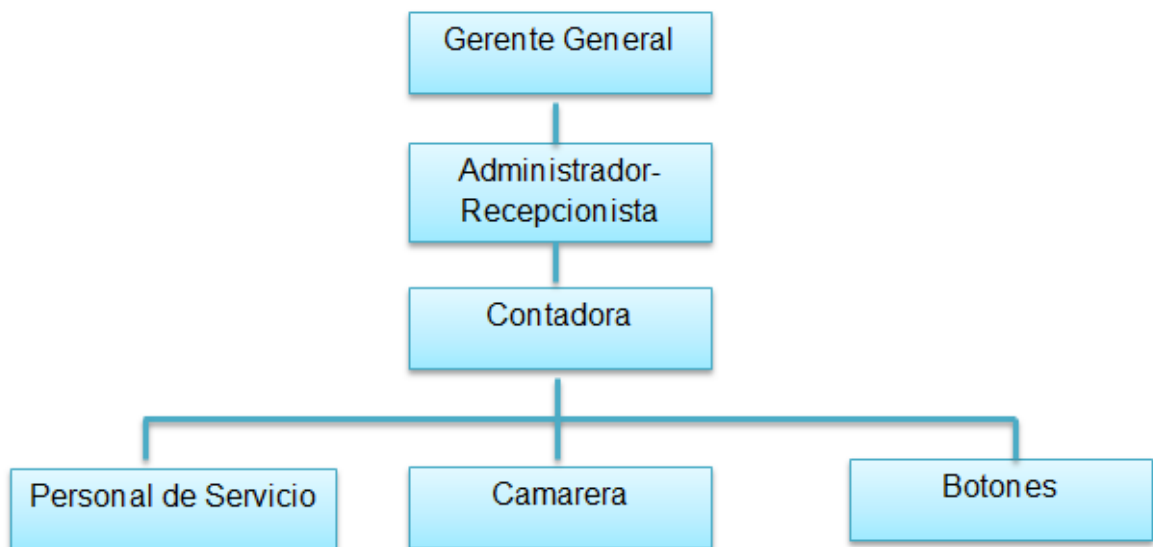 Gerente General
Administrador-
Recepcionista
Contadora
Personal de Servicio
Camarera
Botones